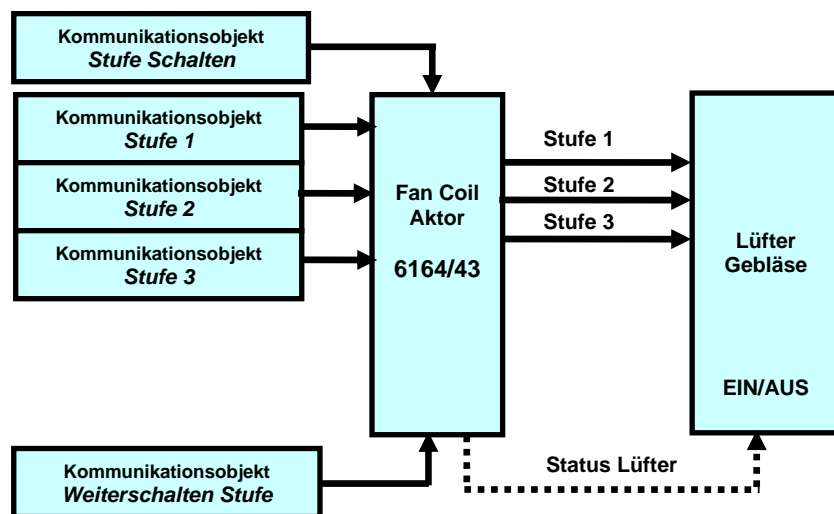 Kommunikationsobjekt
Stufe Schalten
Kommunikationsobjekt
Stufe 1
Kommunikationsobjekt
Stufe 2
Kommunikationsobjekt
Stufe 3
Fan Coil
Aktor
6164/43
Stufe 1
Stufe 2
Stufe 3
Lüfter
Gebläse
EIN/AUS
Kommunikationsobjekt
Weiterschalten Stufe
Status Lüfter